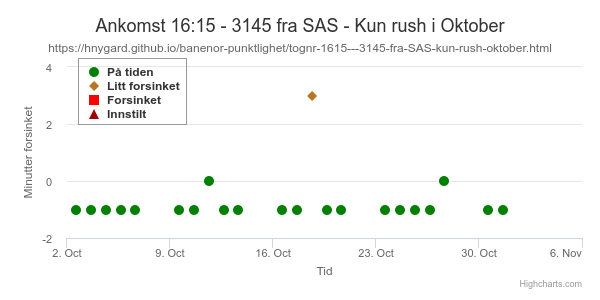 Ankomst 16:15 - 3145 fra SAS - Kun rush i Oktober
https://hnygard.github.io/banenor-punktlighet/tognr-1615---3145-fra-SAS-kun-rush-oktober.html
På tiden
Litt forsinket
Forsinket
Innstilt
Minutter forsinket
4
2
0
-2
2. Oct
9. Oct
16. Oct
23. Oct
30. Oct
6. Nov
Tid
Highcharts.com